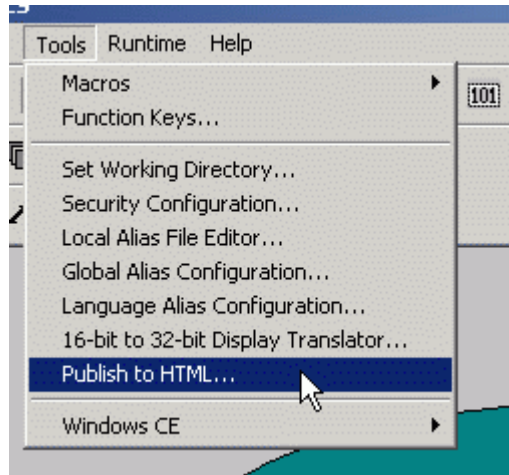 Tools Runtime Help
Macros
101
Function Keys...
Set Working Directory...
Security Configuration...
Local Alias File Editor...
Global Alias Configuration...
Language Alias Configuration...
16-bit to 32-bit Display Translator...
Publish to HTML...
Windows CE